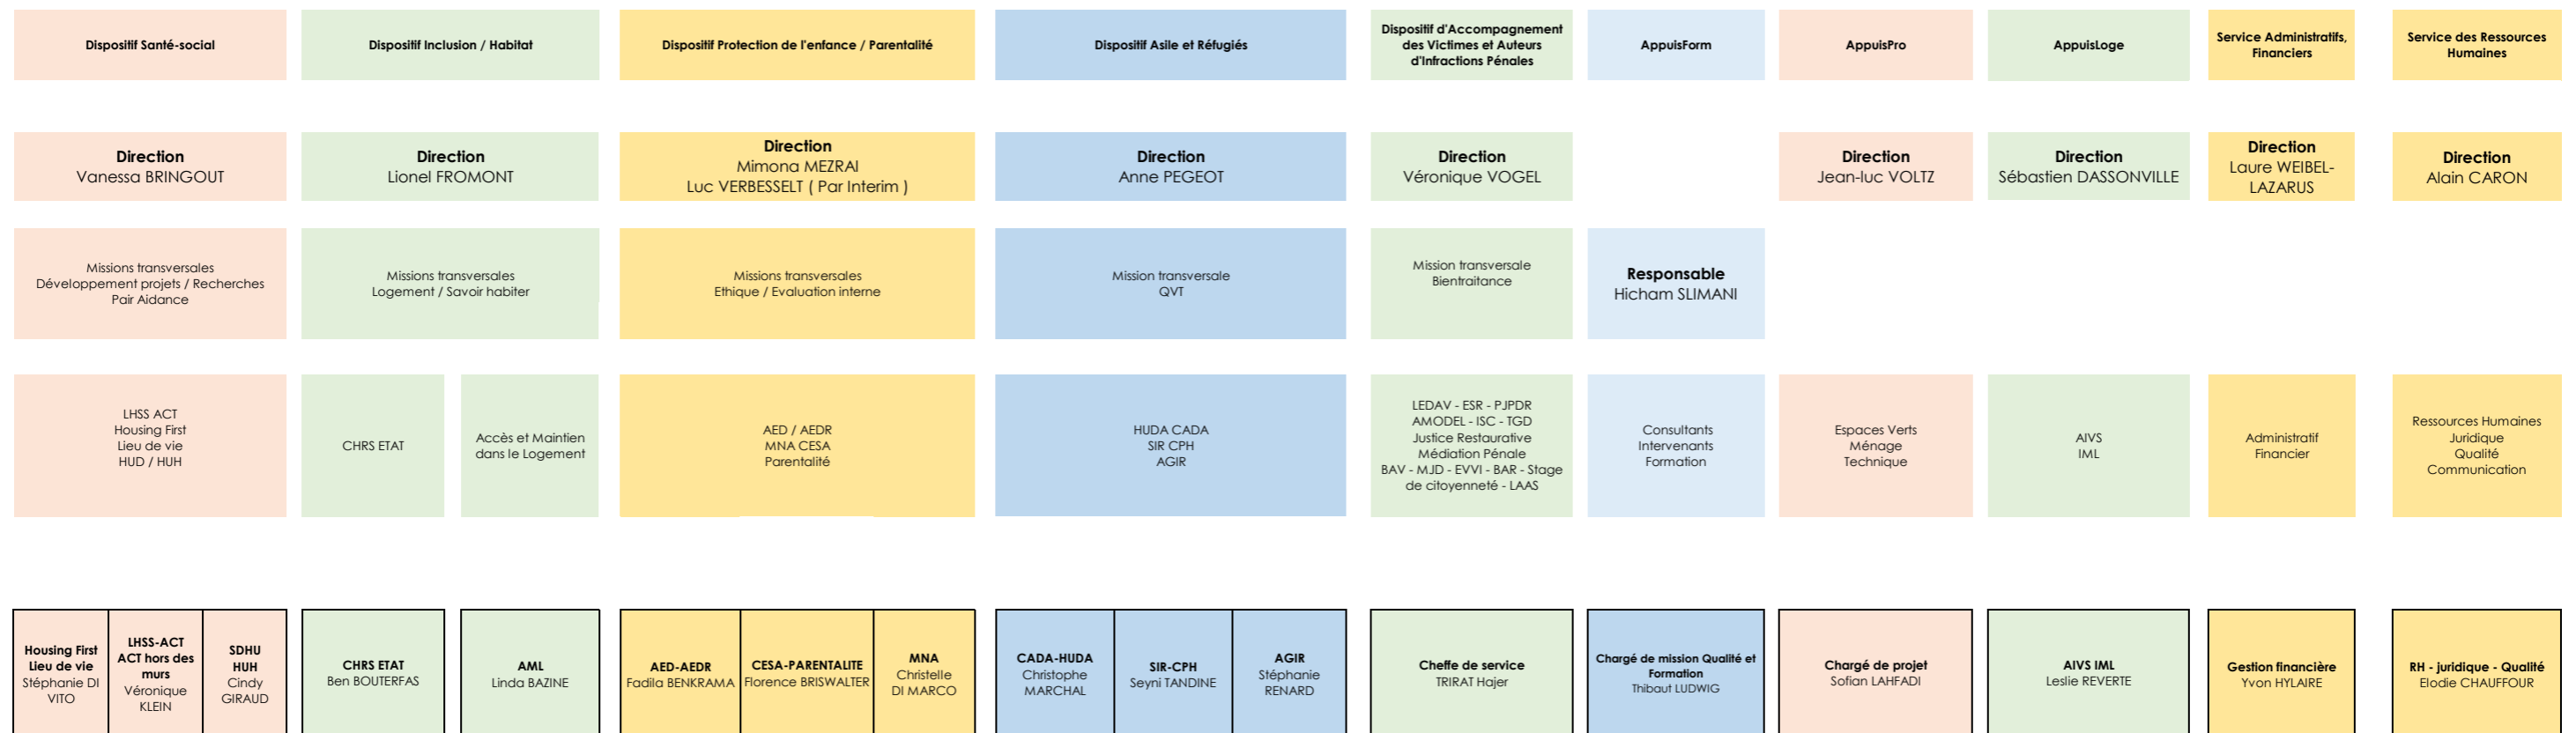 Dispositif Santé-social
Dispositif Inclusion / Habitat
Dispositif Protection de l'enfance / Parentalité
Dispositif Asile et Réfugiés
Dispositif d'Accompagnement
des Victimes et Auteurs
d'Infractions Pénales
AppuisForm
AppuisPro
AppuisLoge
Service Administratifs,
Financiers
Service des Ressources
Humaines
Direction
Vanessa BRINGOUT
Direction
Lionel FROMONT
Direction
Mimona MEZRAI
Luc VERBESSELT ( Par Interim )
Direction
Anne PEGEOT
Direction
Véronique VOGEL
Direction
Jean-luc VOLTZ
Direction
Sébastien DASSONVILLE
Direction
Laure WEIBEL-
LAZARUS
Direction
Alain CARON
Missions transversales
Développement projets / Recherches
Pair Aidance
Missions transversales
Logement / Savoir habiter
Missions transversales
Ethique / Evaluation interne
Mission transversale
QVT
Mission transversale
Bientraitance
Responsable
Hicham SLIMANI
LHSS ACT
Housing First
Lieu de vie
HUD / HUH
CHRS ETAT
Accès et Maintien
dans le Logement
AED / AEDR
MNA CESA
Parentalité
HUDA CADA
SIR CPH
AGIR
LEDAV - ESR - PJPDR
AMODEL - ISC - TGD
Justice Restaurative
Médiation Pénale
BAV - MJD - EVVI - BAR - Stage
de citoyenneté - LAAS
Consultants
Intervenants
Formation
Espaces Verts
Ménage
Technique
AIVS
IML
Administratif
Financier
Ressources Humaines
Juridique
Qualité
Communication
Housing First
Lieu de vie
Stéphanie DI
VITO
LHSS-ACT
ACT hors des
murs
Véronique
KLEIN
SDHU
HUH
Cindy
GIRAUD
CHRS ETAT
Ben BOUTERFAS
AML
Linda BAZINE
AED-AEDR
Fadila BENKRAMA
CESA-PARENTALITE
Florence BRISWALTER
MNA
Christelle
DI MARCO
CADA-HUDA
Christophe
MARCHAL
SIR-CPH
Seyni TANDINE
AGIR
Stéphanie
RENARD
Cheffe de service
TRIRAT Hajer
Chargé de mission Qualité et
Formation
Thibaut LUDWIG
Chargé de projet
Sofian LAHFADI
AIVS IML
Leslie REVERTE
Gestion financière
Yvon HYLAIRE
RH - juridique - Qualité
Elodie CHAUFFOUR